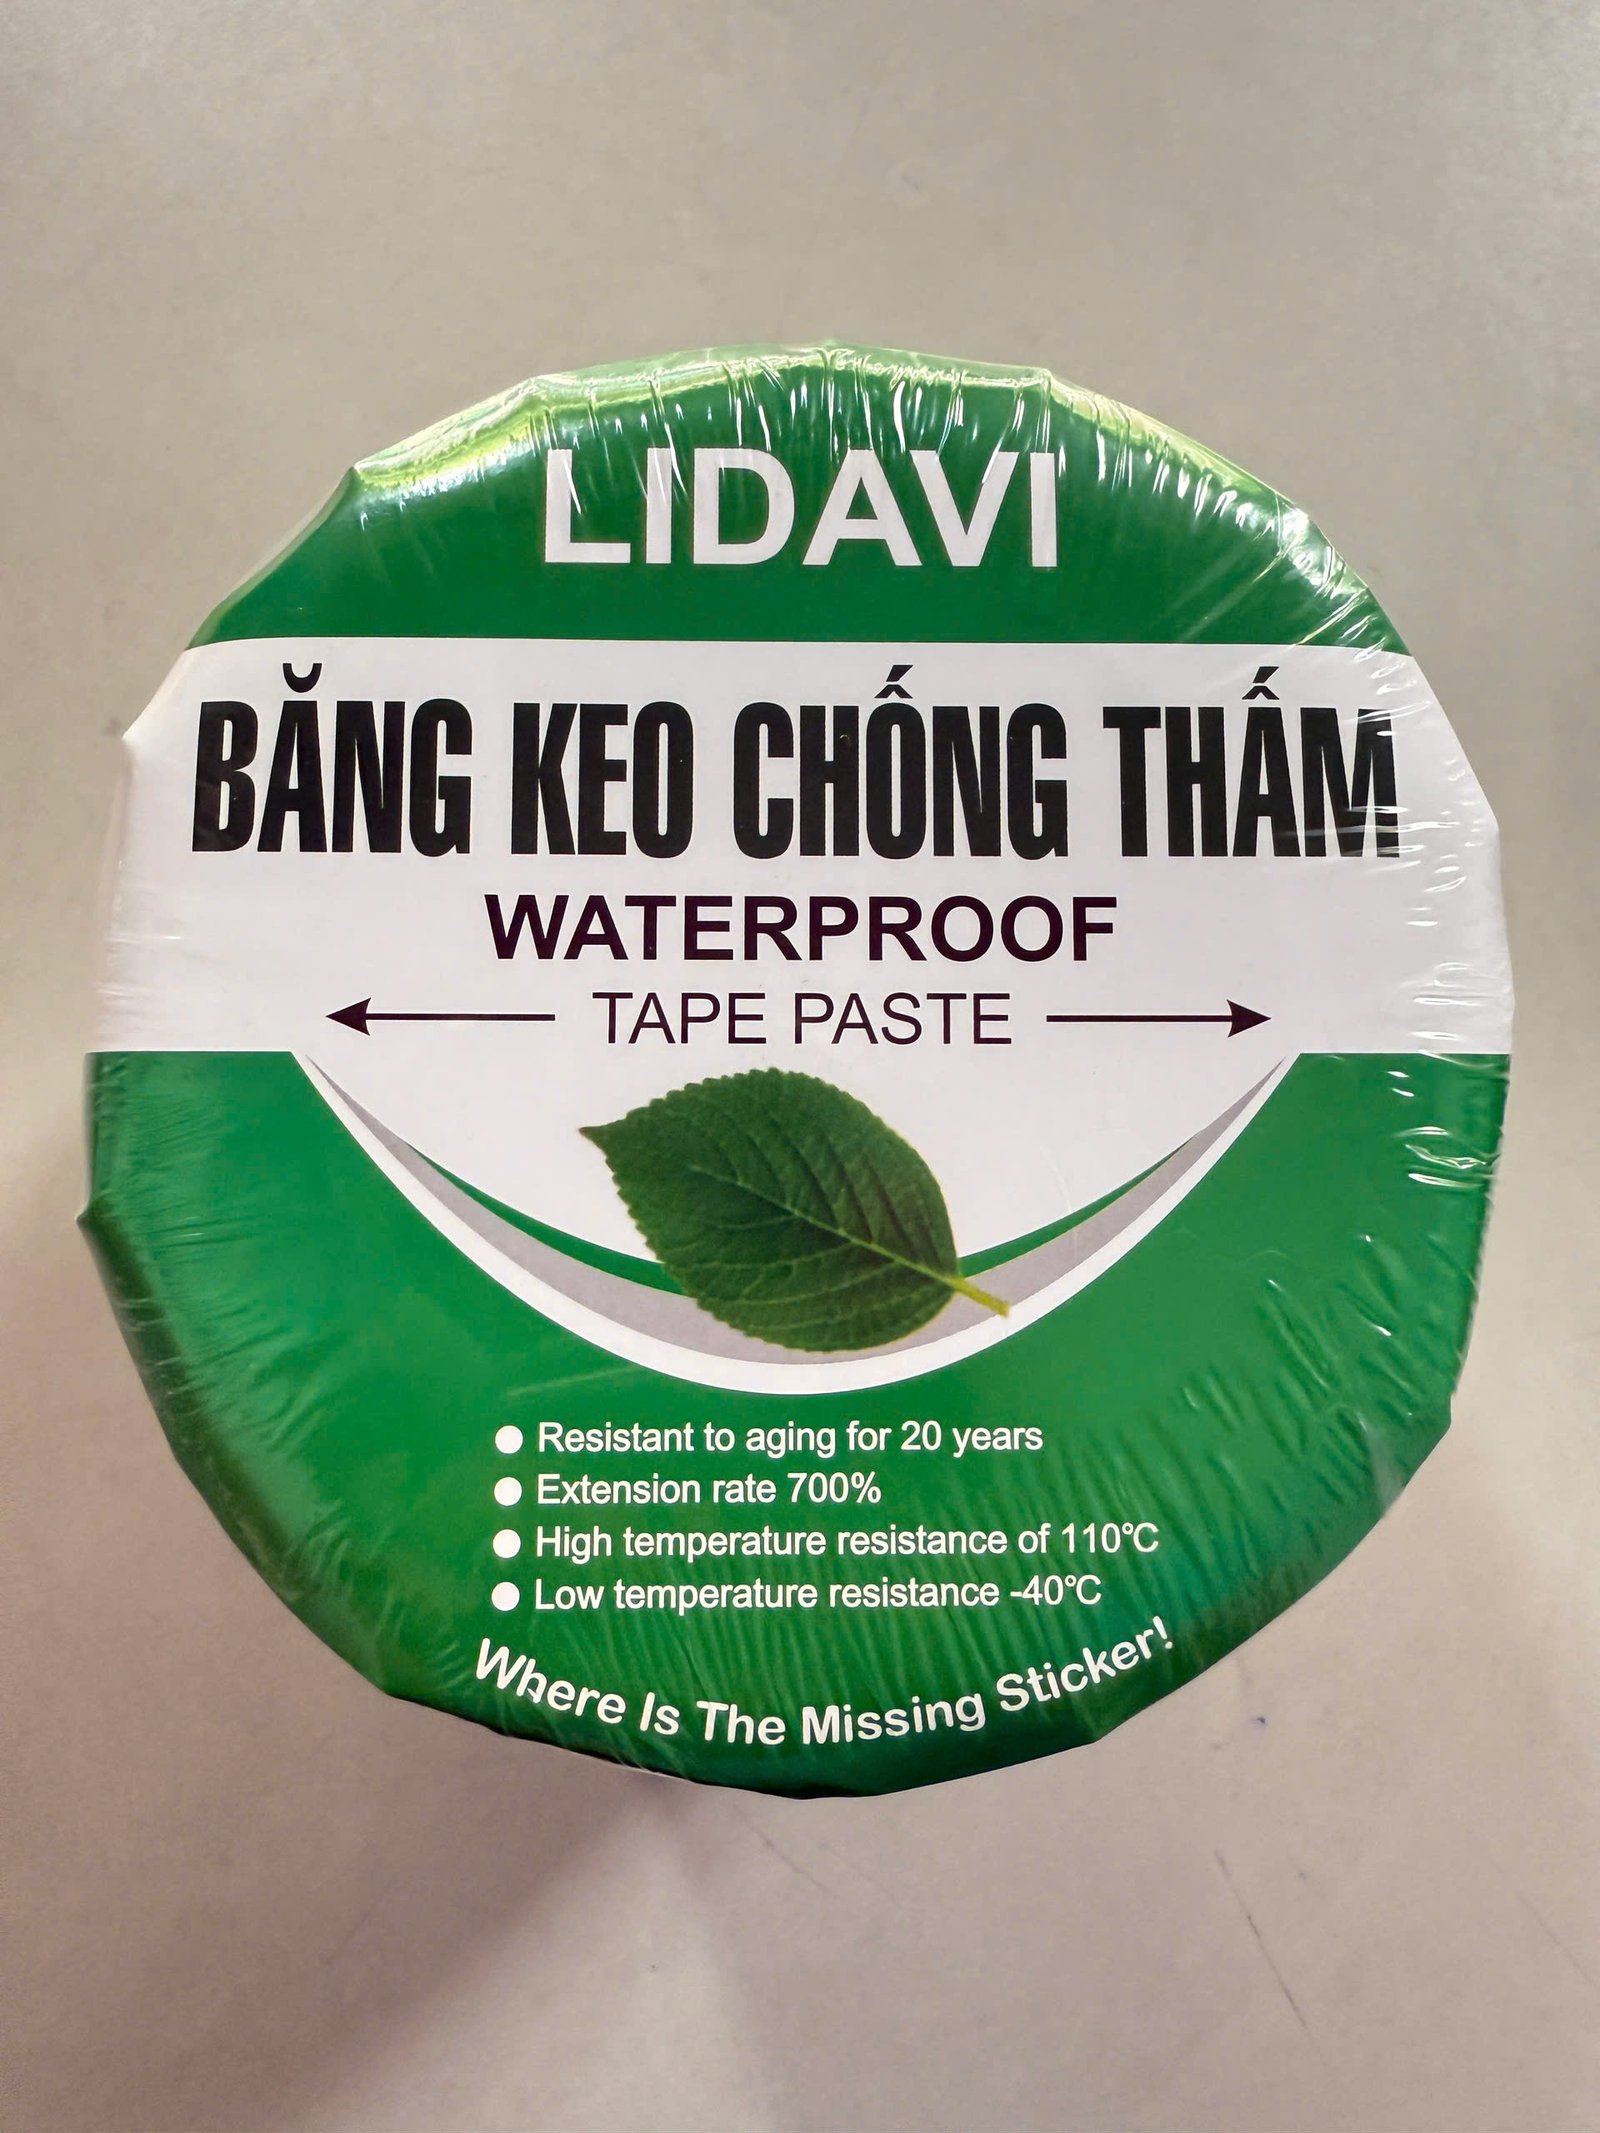 LIDAVI
BĂNG KEO CHỐNG THẤM
WATERPROOF
TAPE PASTE
● Resistant to aging for 20 years
● Extension rate 700%
● High temperature resistance of 110℃
● Low temperature resistance -40℃
Where Is The Missing Sticker!